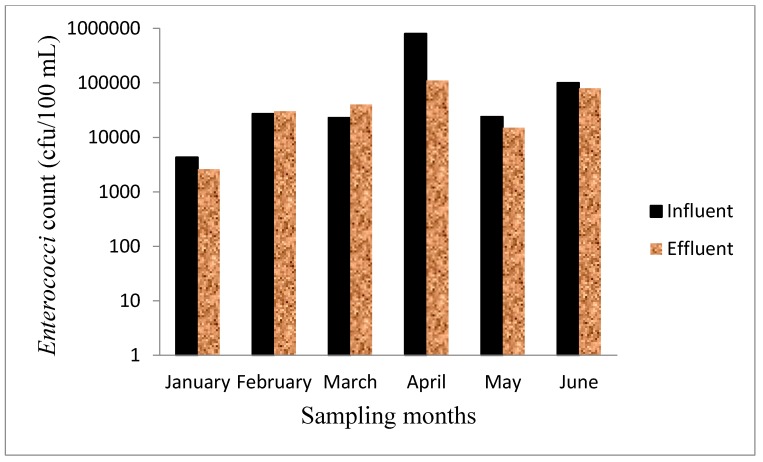 Enterococci count (cfu/100 mL)
1000000
100000
10000
1000
100
10
1
January February March April May June
Sampling months
Influent
Effluent